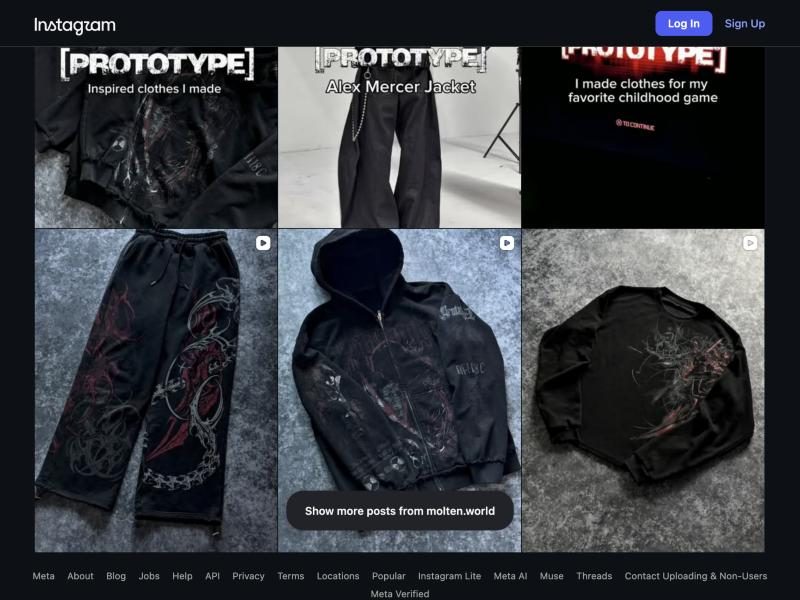 Instagram
Log In
Sign Up
[PROTOTYPE]
Inspired clothes I made
[PROTOTYPE]
Alex Mercer Jacket
[PROTOTYPE]
I made clothes for my
favorite childhood game
TO CONTINUE
Show more posts from molten.world
Meta About Blog Jobs Help API Privacy Terms Locations Popular Instagram Lite Meta AI Muse Threads Contact Uploading & Non-Users
Meta Verified